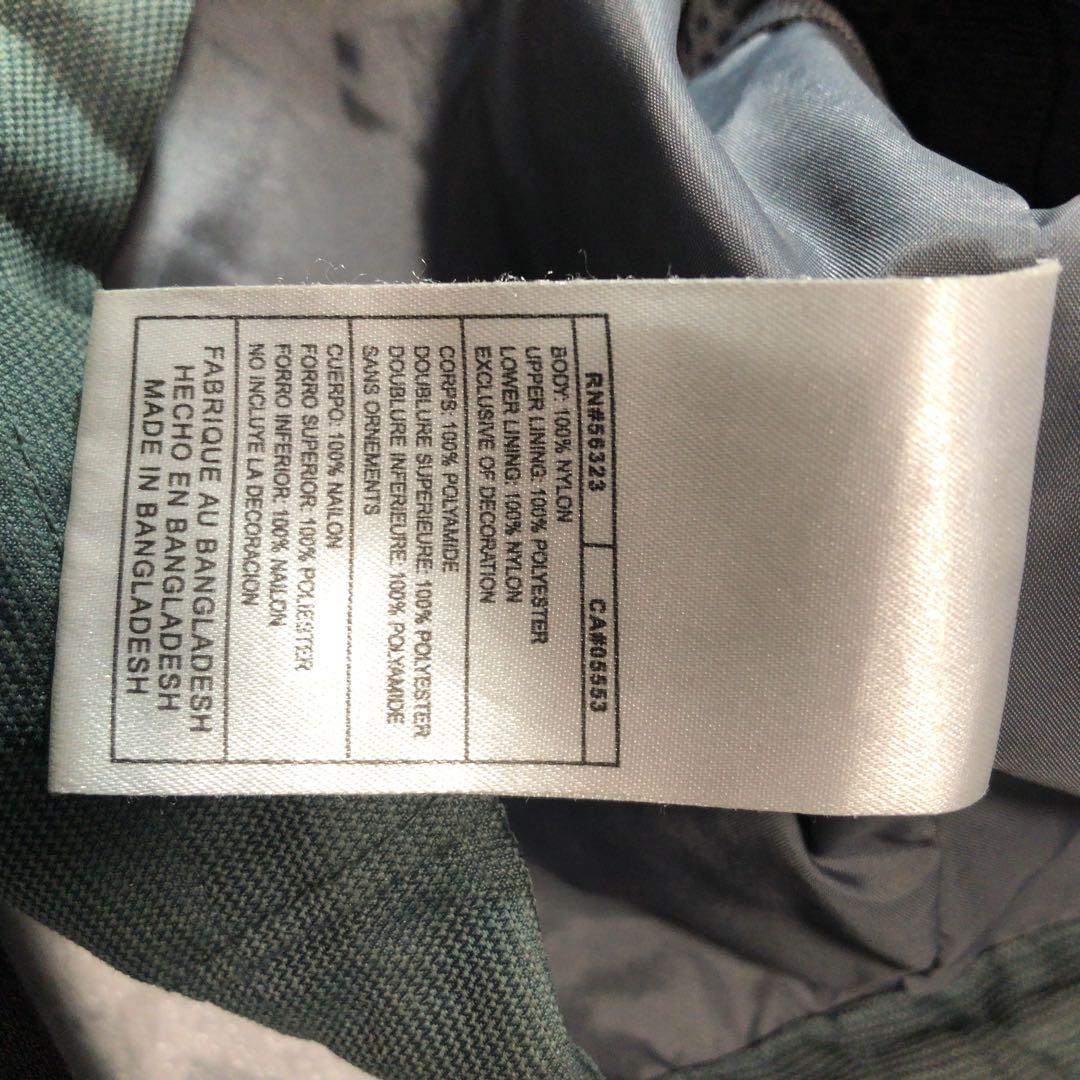 RN#56323 CA#05553
BODY: 100% NYLON
UPPER LINING: 100% POLYESTER
LOWER LINING: 100% NYLON
EXCLUSIVE OF DECORATION
CORPS: 100% POLYAMIDE
DOUBLURE SUPERIEURE: 100% POLYESTER
DOUBLURE INFERIEURE: 100% POLYAMIDE
SANS ORNEMENTS
CUERPO: 100% NAILON
FORRO SUPERIOR: 100% POLIESTER
FORRO INFERIOR: 100% NAILON
NO INCLUYE LA DECORACION
FABRIQUE AU BANGLADESH
HECHO EN BANGLADESH
MADE IN BANGLADESH